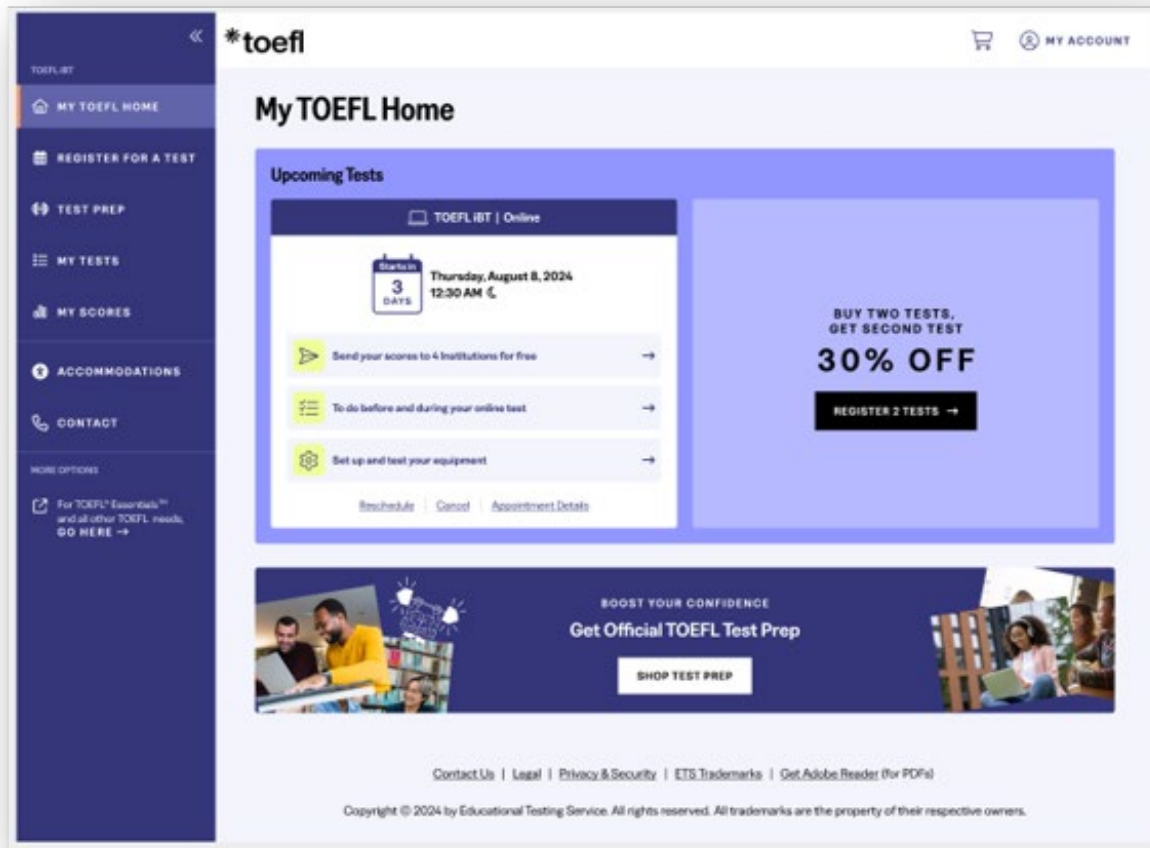 *toefl
MY ACCOUNT
TOEFL iBT
MY TOEFL HOME
REGISTER FOR A TEST
TEST PREP
MY TESTS
MY SCORES
ACCOMMODATIONS
CONTACT
MORE OPTIONS
For TOEFL® Essentials™
and all other TOEFL needs,
GO HERE →
My TOEFL Home
Upcoming Tests
TOEFL iBT | Online
Starts in
3
DAYS
Thursday, August 8, 2024
12:30 AM
Send your scores to 4 Institutions for free →
To do before and during your online test →
Set up and test your equipment →
Reschedule | Cancel | Appointment Details
BUY TWO TESTS,
GET SECOND TEST
30% OFF
REGISTER 2 TESTS →
BOOST YOUR CONFIDENCE
Get Official TOEFL Test Prep
SHOP TEST PREP
Contact Us | Legal | Privacy & Security | ETS Trademarks | Get Adobe Reader (for PDFs)
Copyright © 2024 by Educational Testing Service. All rights reserved. All trademarks are the property of their respective owners.